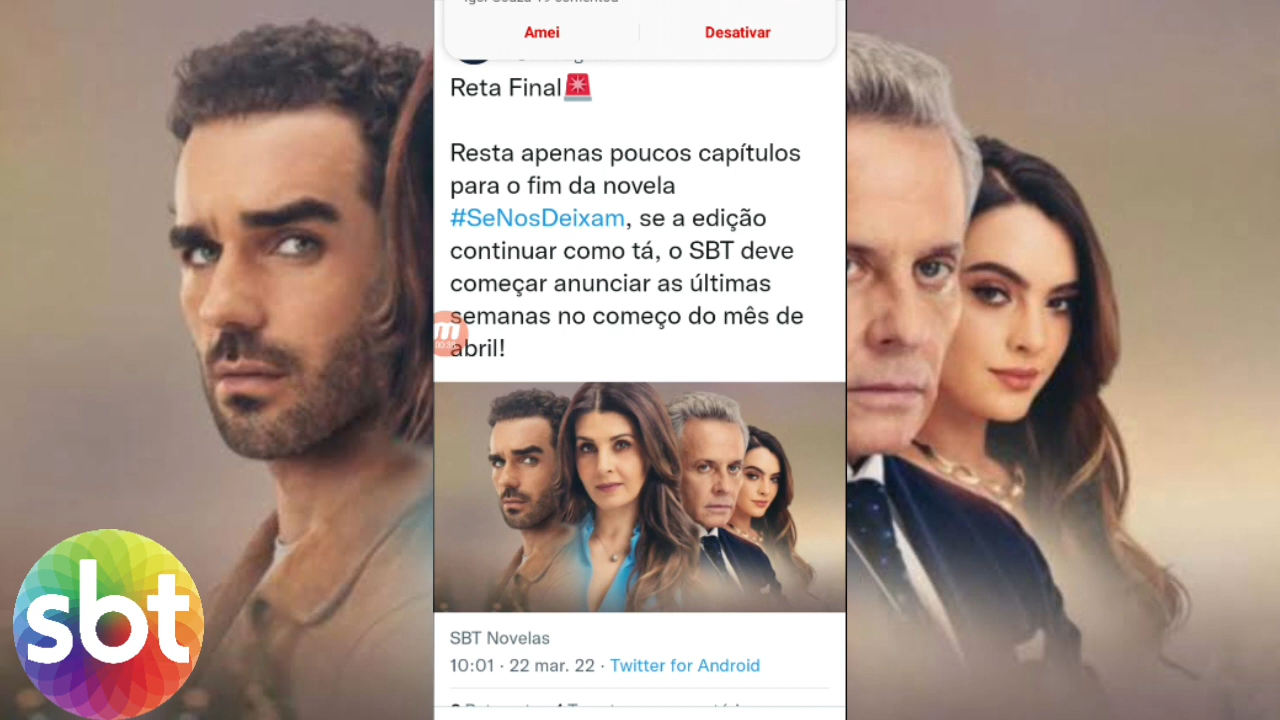 Amei
Desativar
Reta Final🚨
Resta apenas poucos capítulos
para o fim da novela
#SeNosDeixam, se a edição
continuar como tá, o SBT deve
começar anunciar as últimas
semanas no começo do mês de
abril!
SBT Novelas
10:01 · 22 mar. 22 · Twitter for Android
sbt